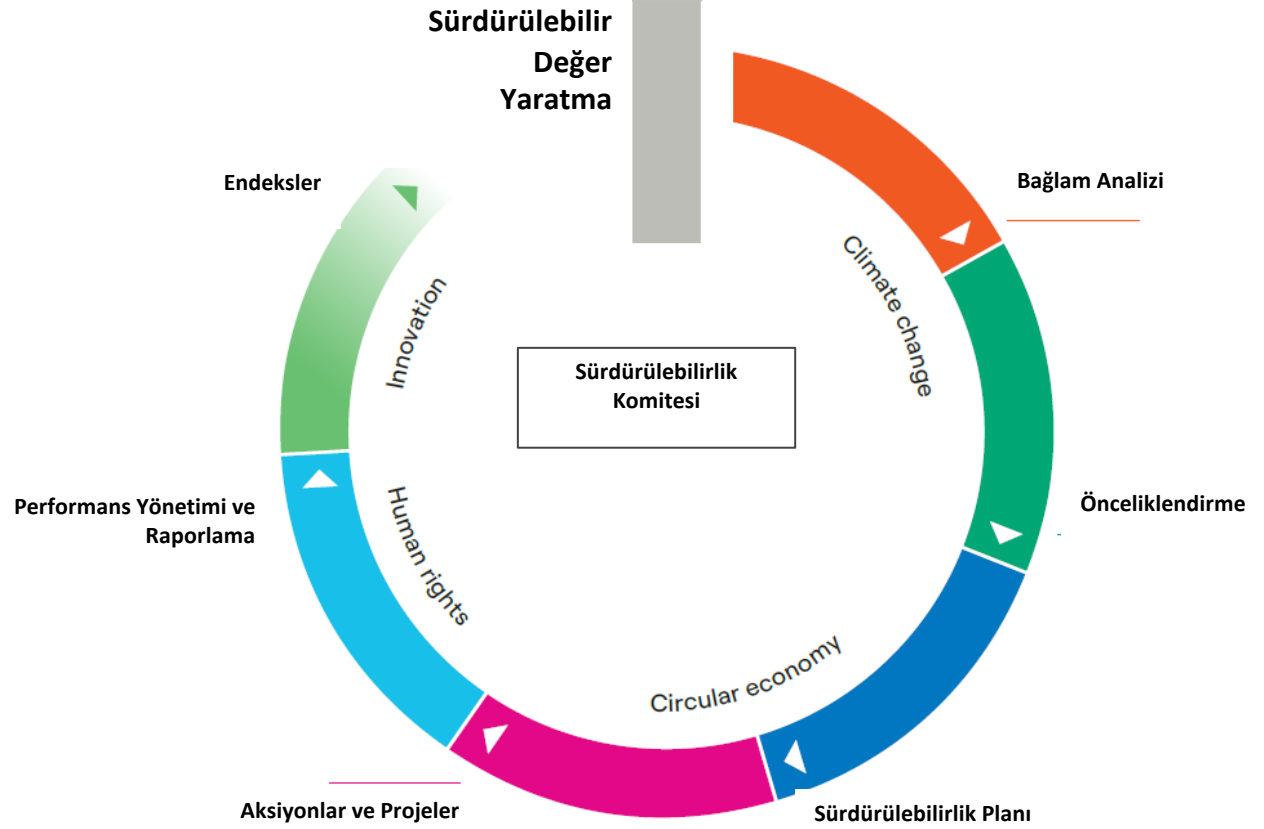 Sürdürülebilir
Değer
Yaratma
Endeksler
Bağlam Analizi
Climate change
Innovation
Sürdürülebilirlik
Komitesi
Önceliklendirme
Performans Yönetimi ve
Raporlama
Human rights
Circular economy
Aksiyonlar ve Projeler
Sürdürülebilirlik Planı